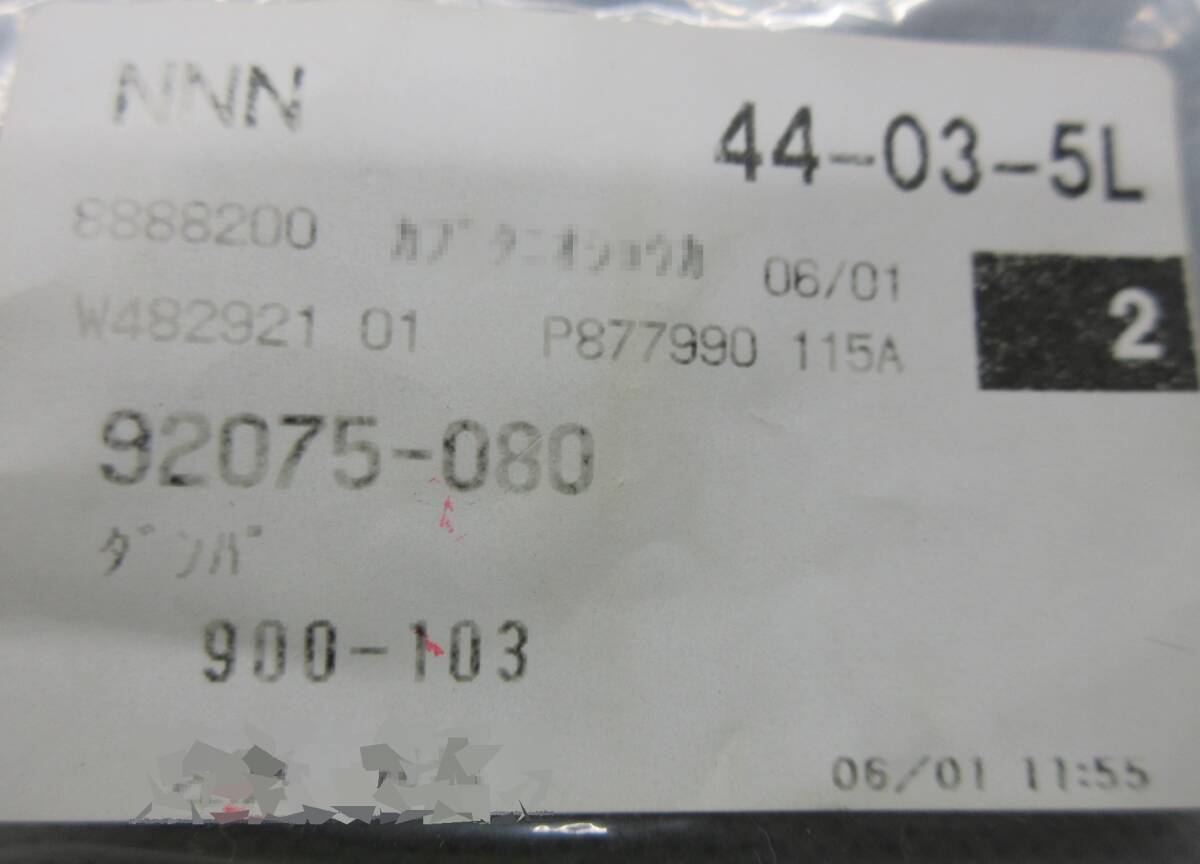 NNN
44-03-5L
8888200 ｶﾌﾞ ﾀﾆｵｼｮｳｶ 06/01
2
W482921 01 P877990 115A
92075-080
ﾀﾞﾝﾊﾟ
900-103
06/01 11:55